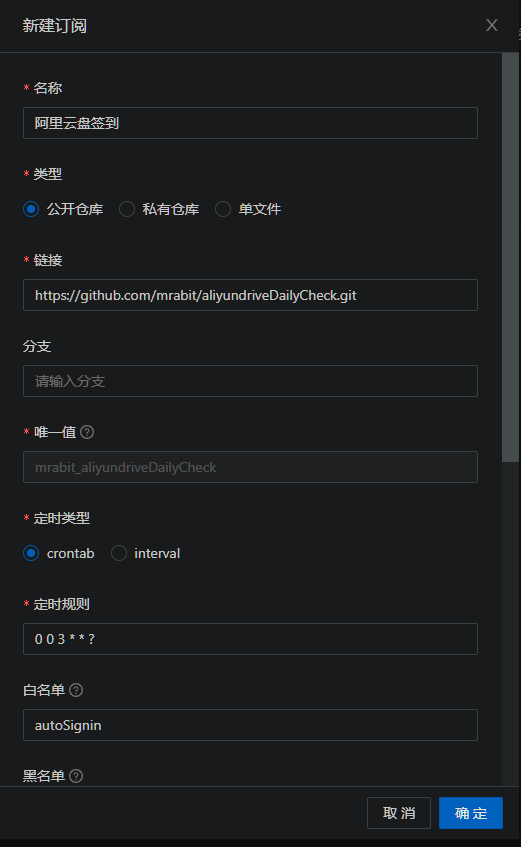 新建订阅
* 名称
阿里云盘签到
* 类型
公开仓库 私有仓库 单文件
* 链接
https://github.com/mrabit/aliyundriveDailyCheck.git
分支
请输入分支
* 唯一值
mrabit_aliyundriveDailyCheck
* 定时类型
crontab interval
* 定时规则
0 0 3 * * ?
白名单
autoSignin
黑名单
取 消 确 定